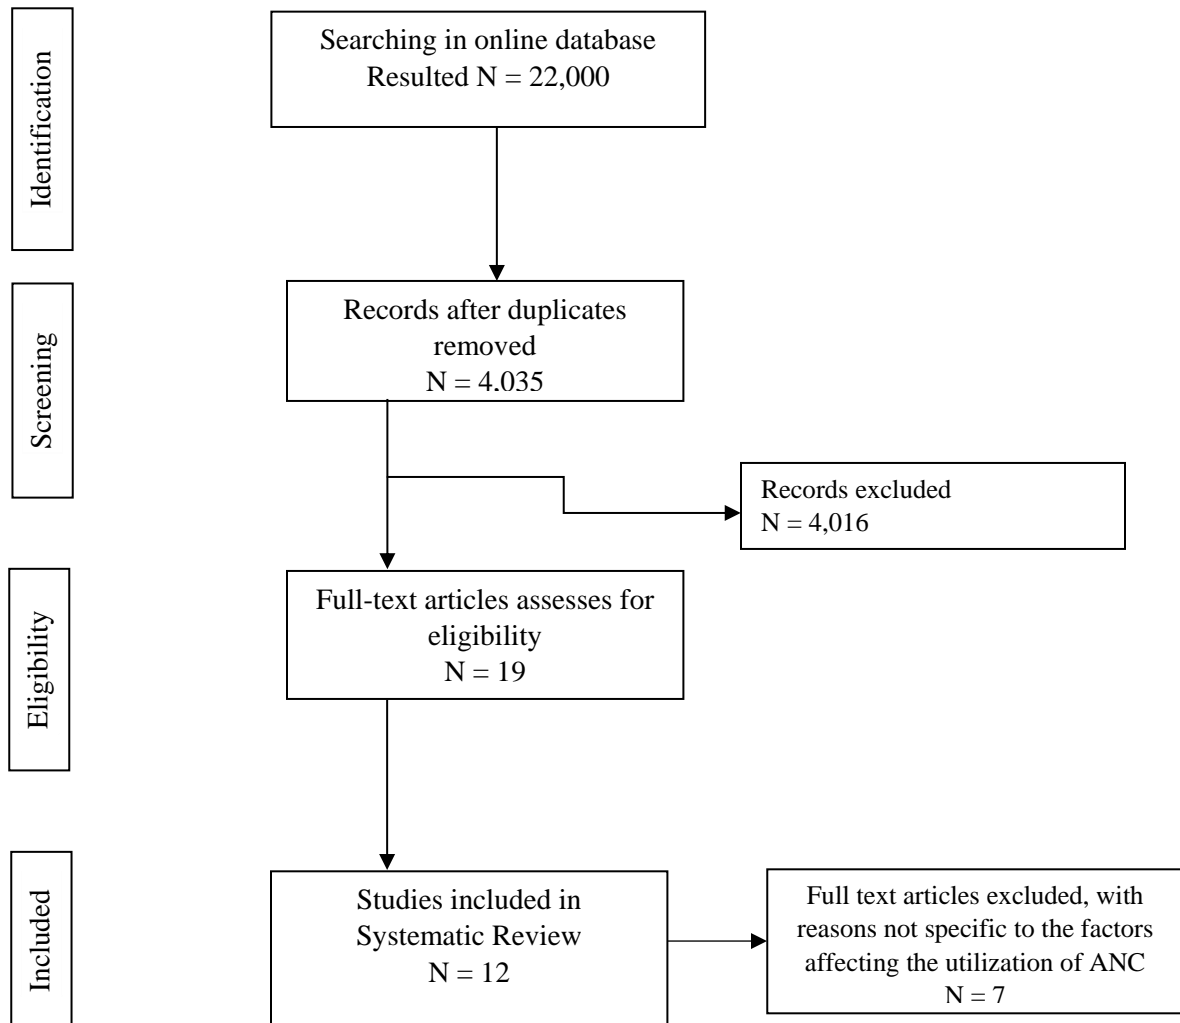 Identification
Searching in online database
Resulted N = 22,000
Screening
Records after duplicates
removed
N = 4,035
Records excluded
N = 4,016
Eligibility
Full-text articles assesses for
eligibility
N = 19
Included
Studies included in
Systematic Review
N = 12
Full text articles excluded, with
reasons not specific to the factors
affecting the utilization of ANC
N = 7